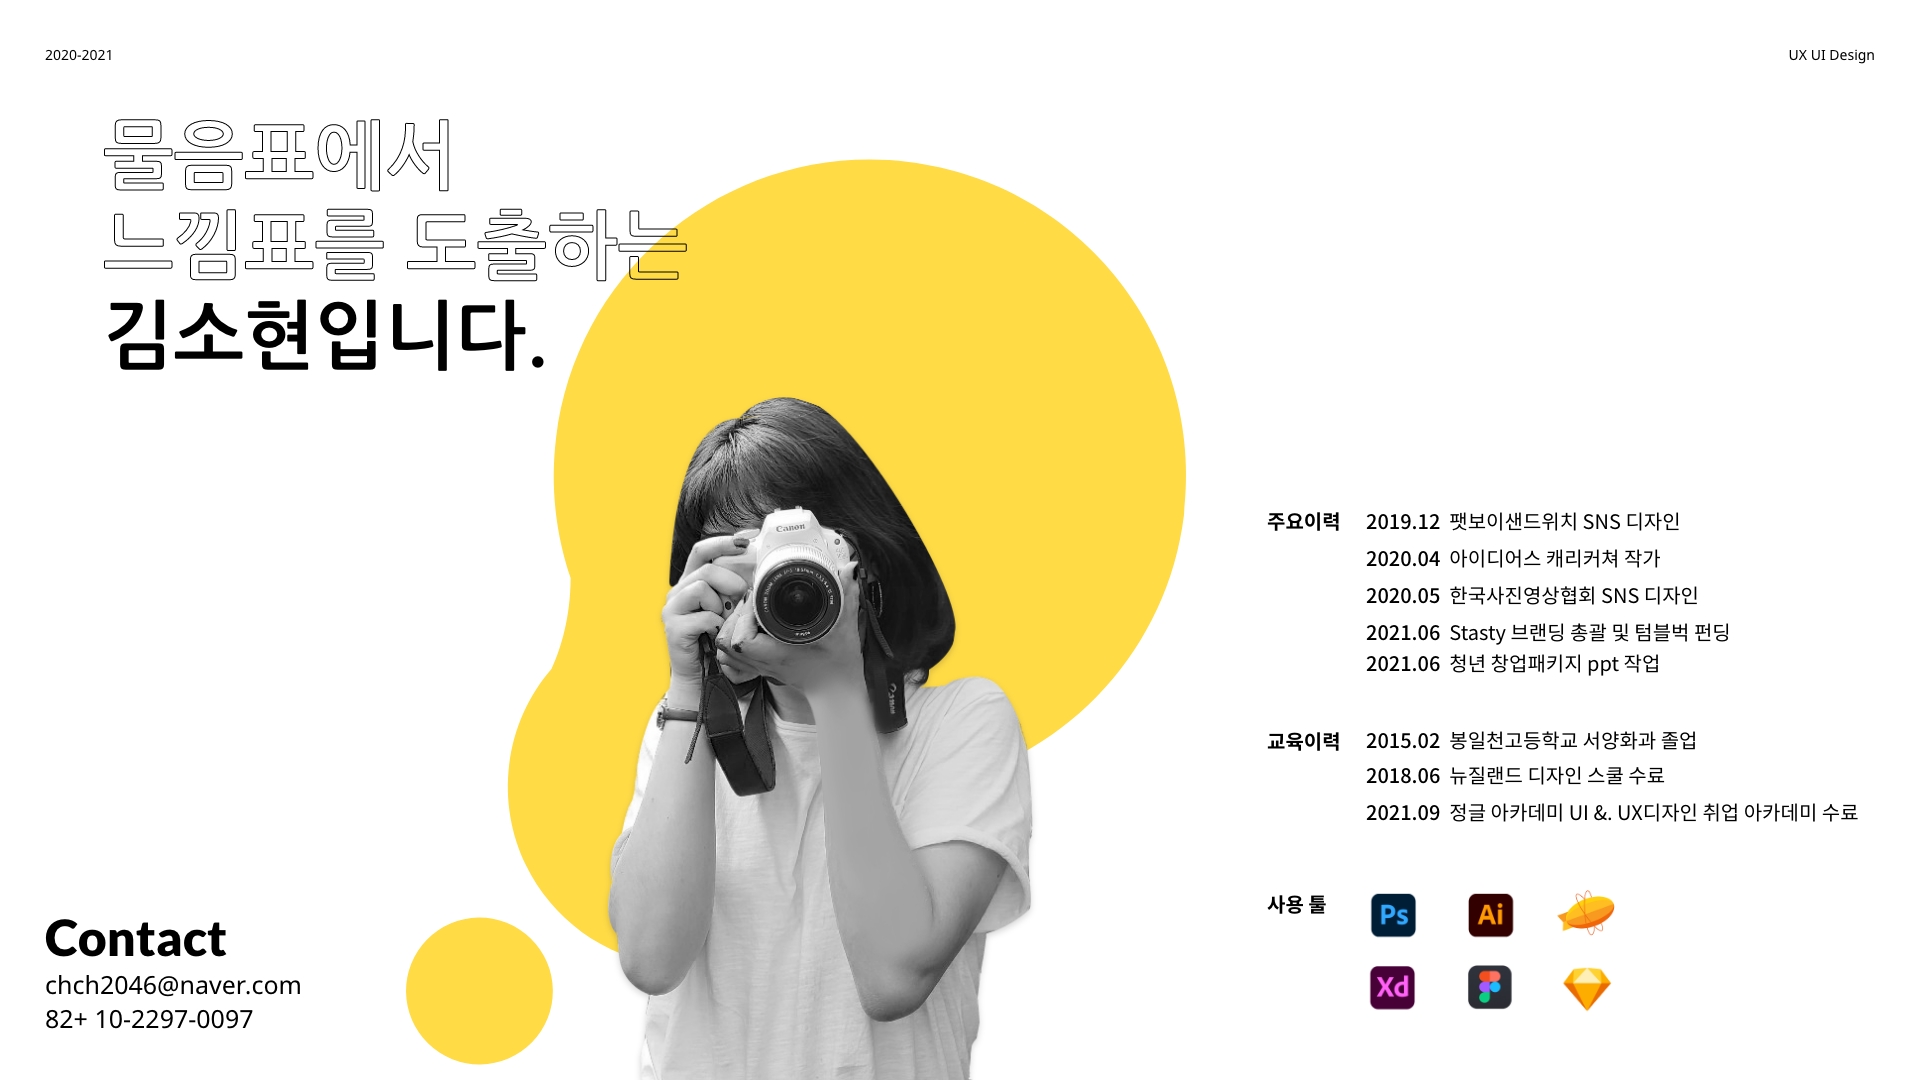 2020-2021
UX UI Design
물음표에서
느낌표를 도출하는
김소현입니다.
Canon
Canon
주요이력
2019.12 팻보이샌드위치 SNS 디자인
2020.04 아이디어스 캐리커쳐 작가
2020.05 한국사진영상협회 SNS 디자인
2021.06 Stasty 브랜딩 총괄 및 텀블벅 펀딩
2021.06 청년 창업패키지 ppt 작업
교육이력
2015.02 봉일천고등학교 서양화과 졸업
2018.06 뉴질랜드 디자인 스쿨 수료
2021.09 정글 아카데미 UI &. UX디자인 취업 아카데미 수료
사용 툴
Ps
Ai
Xd
Contact
chch2046@naver.com
82+ 10-2297-0097